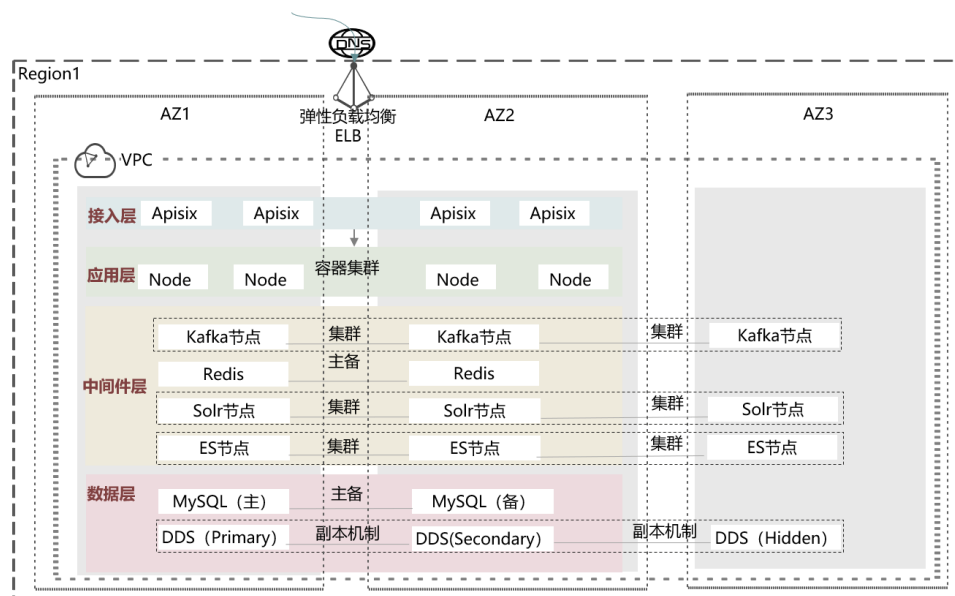 DNS
Region1
AZ1
弹性负载均衡
ELB
AZ2
AZ3
VPC
接入层
Apisix
Apisix
Apisix
Apisix
应用层
Node
Node
容器集群
Node
Node
中间件层
Kafka节点
集群
Kafka节点
集群
Kafka节点
Redis
主备
Redis
Solr节点
集群
Solr节点
集群
Solr节点
ES节点
集群
ES节点
集群
ES节点
数据层
MySQL（主）
主备
MySQL（备）
DDS（Primary）
副本机制
DDS(Secondary）
副本机制
DDS（Hidden）